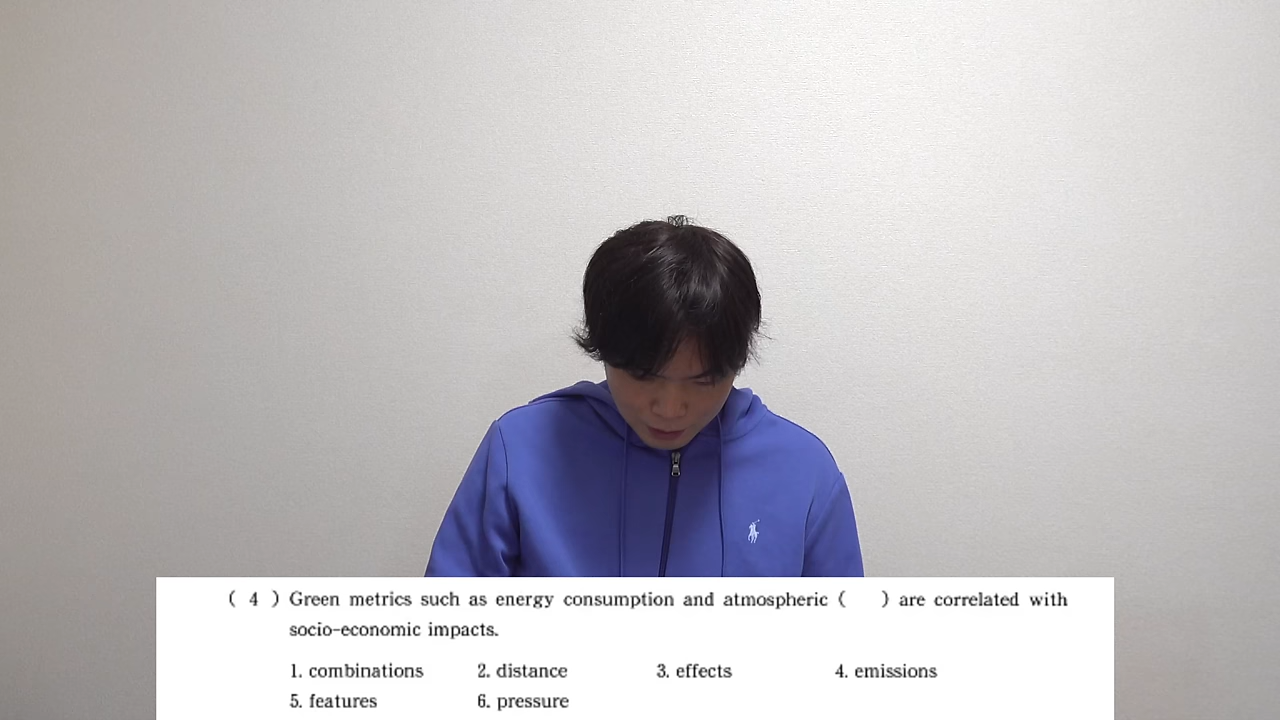 ( 4 ) Green metrics such as energy consumption and atmospheric (    ) are correlated with
socio-economic impacts.
1. combinations 2. distance 3. effects 4. emissions
5. features 6. pressure